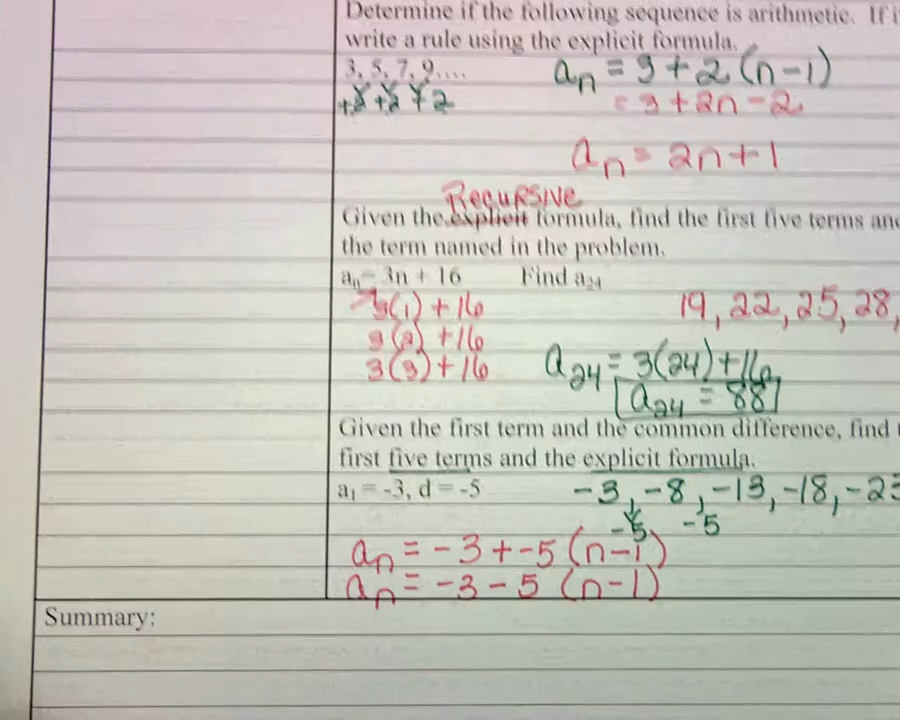 Determine if the following sequence is arithmetic. If i
write a rule using the explicit formula.
3, 5, 7, 9.... aₙ = 3 + 2 (n-1)
+2 +2 +2 = 3 + 2n - 2
aₙ = 2n + 1
Recursive
Given the explicit formula, find the first five terms and
the term named in the problem.
aₙ = 3n + 16 Find a₂₄
3(1) + 16 19, 22, 25, 28,
3(2) + 16
3(3) + 16 a₂₄ = 3(24) + 16
a₂₄ = 88
Given the first term and the common difference, find t
first five terms and the explicit formula.
a₁ = -3, d = -5 -3, -8, -13, -18, -23
-5 -5
aₙ = -3 + -5 (n-1)
aₙ = -3 - 5 (n-1)
Summary: